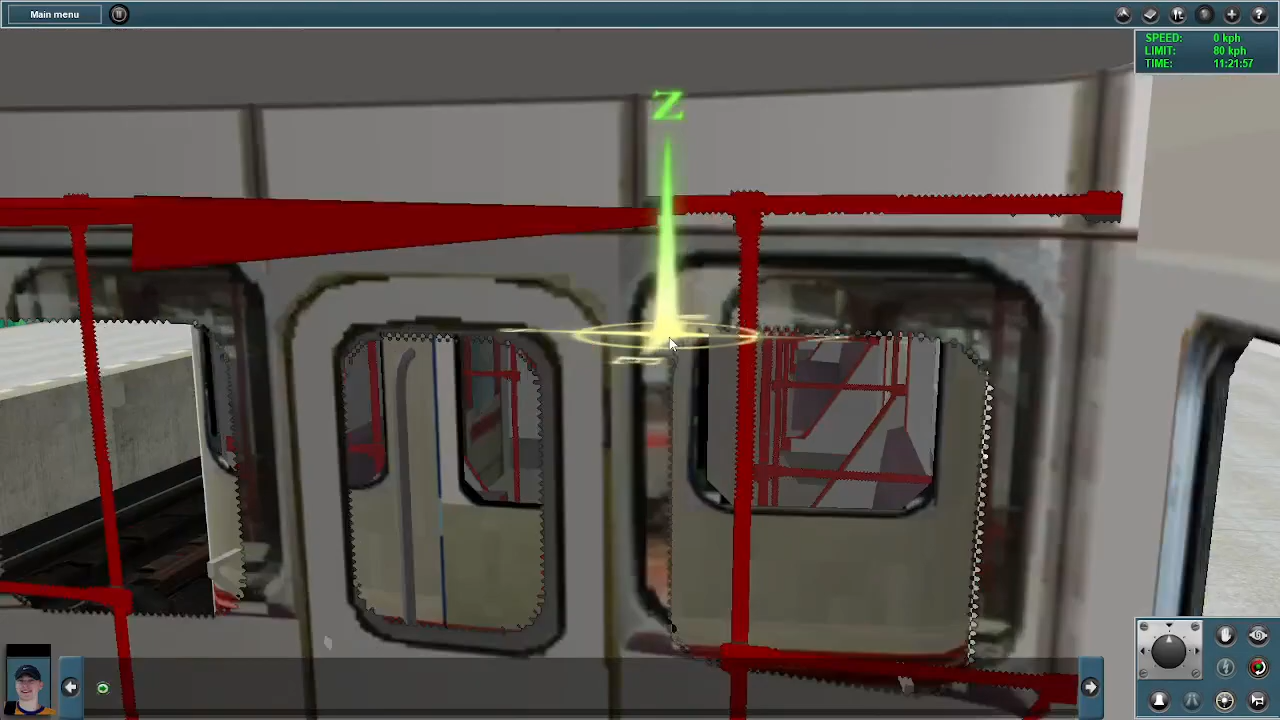 Main menu
SPEED: 0 kph
LIMIT: 80 kph
TIME: 11:21:57
Z